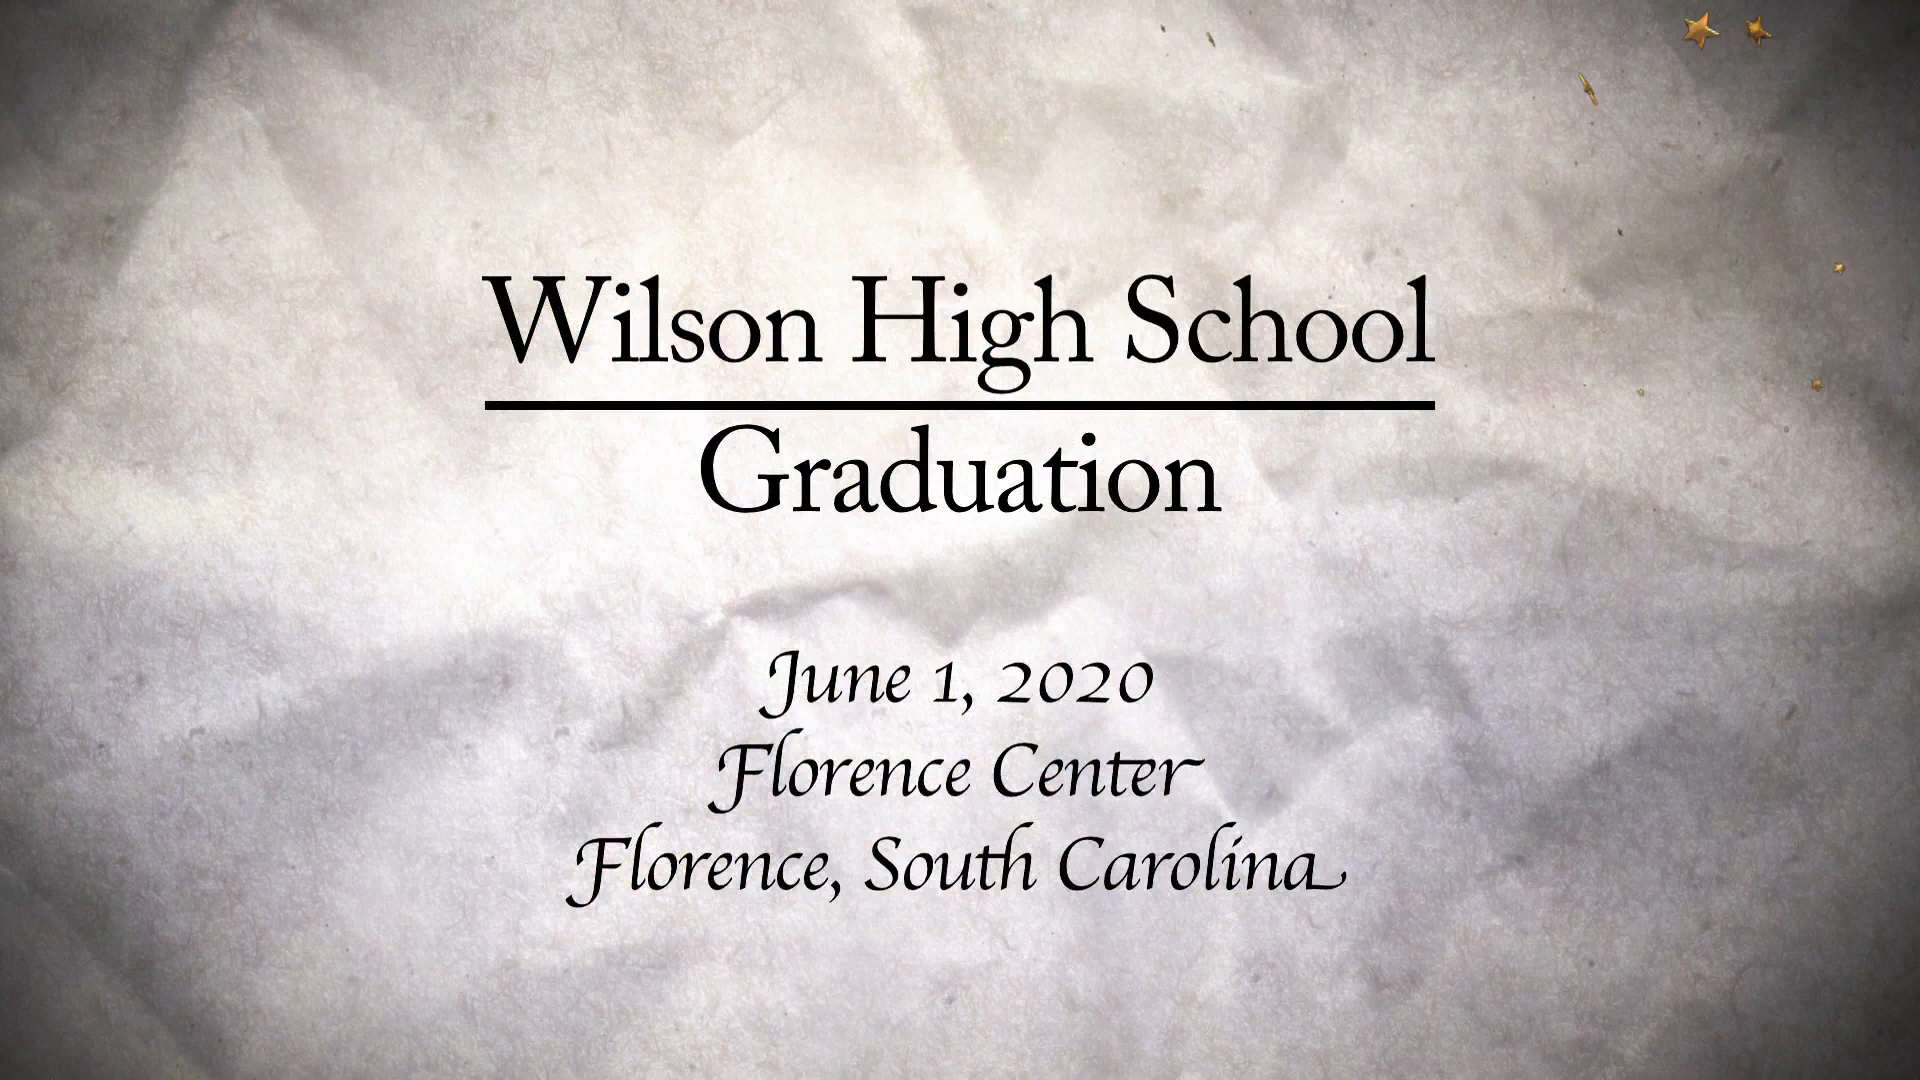 Wilson High School
Graduation
June 1, 2020
Florence Center
Florence, South Carolina